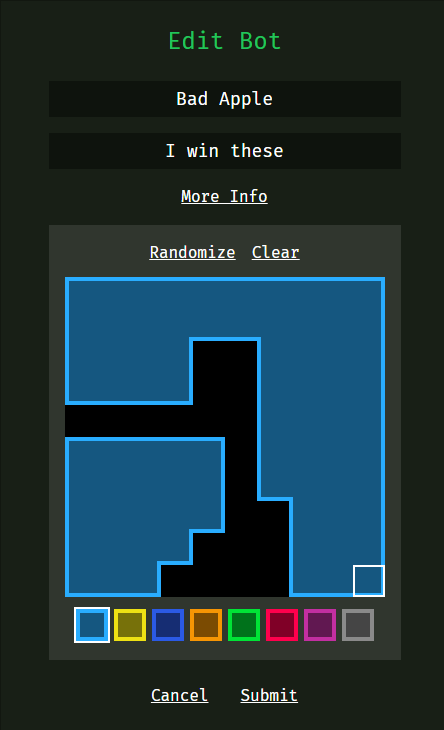 Edit Bot
Bad Apple
I win these
More Info
Randomize Clear
Cancel Submit